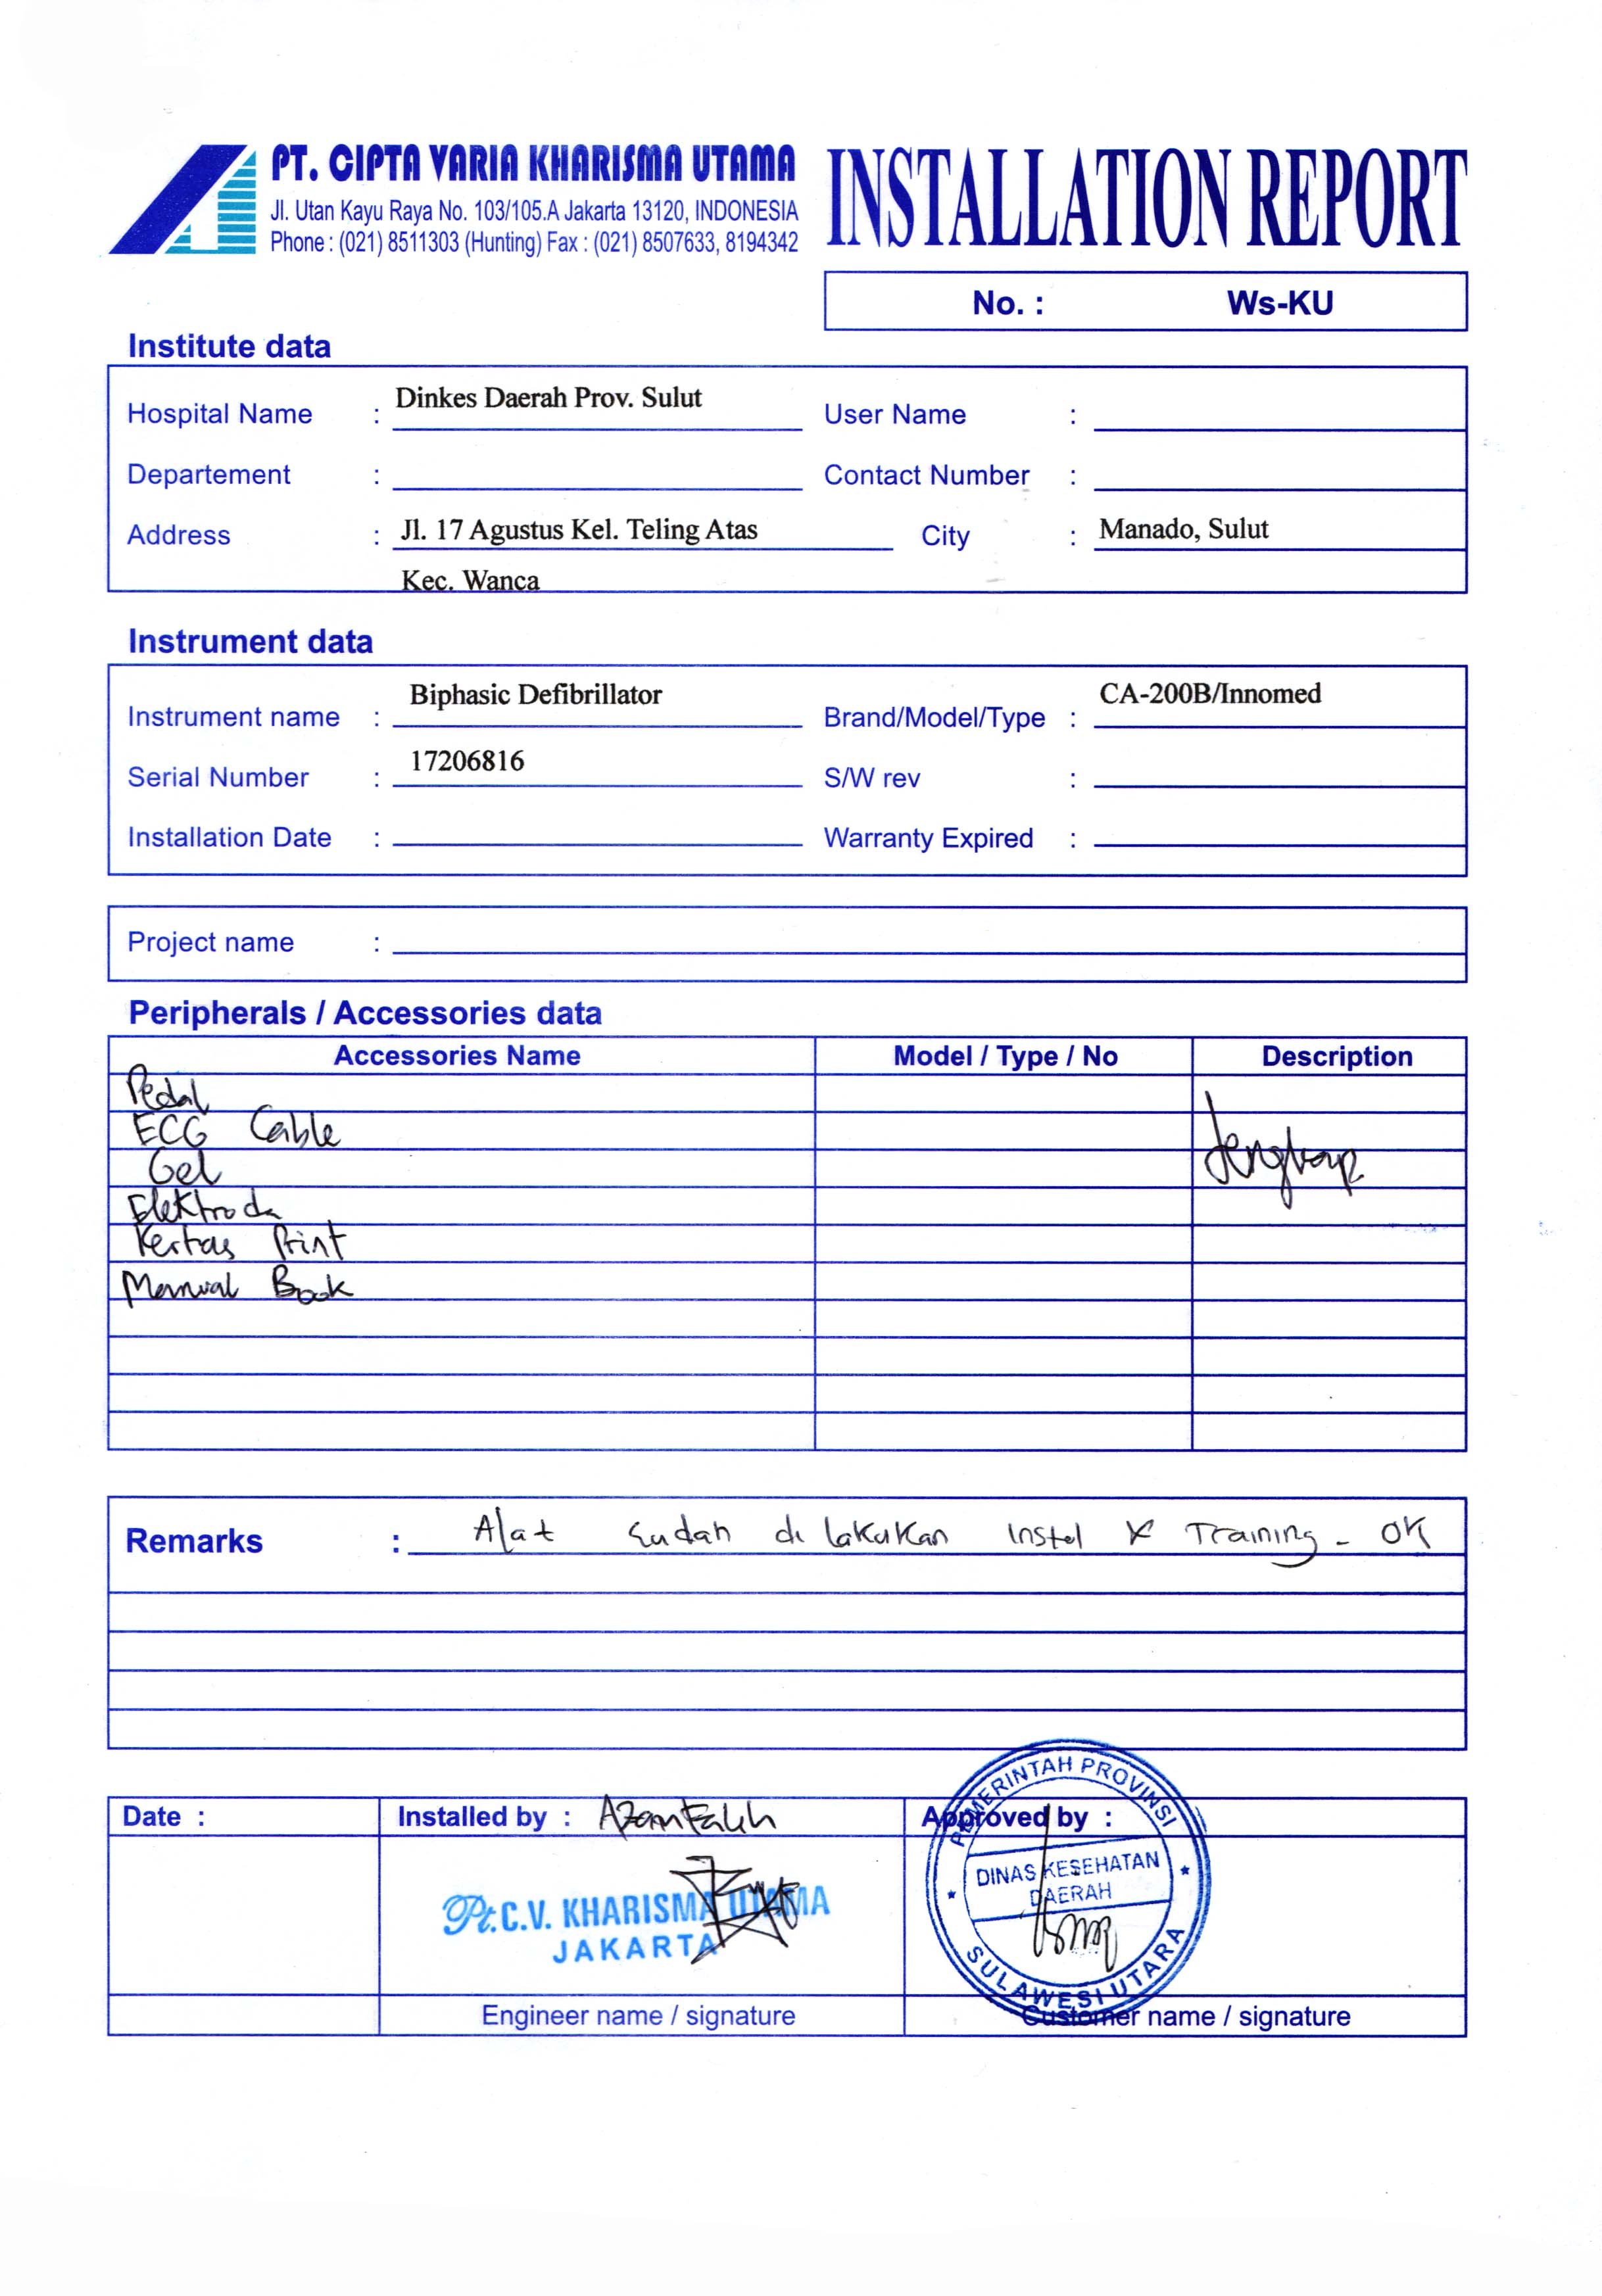 PT. CIPTA VARIA KHARISMA UTAMA
Jl. Utan Kayu Raya No. 103/105.A Jakarta 13120, INDONESIA
Phone : (021) 8511303 (Hunting) Fax : (021) 8507633, 8194342
INSTALLATION REPORT
No. : Ws-KU
Institute data
Hospital Name : Dinkes Daerah Prov. Sulut User Name :
Departement : Contact Number :
Address : Jl. 17 Agustus Kel. Teling Atas City : Manado, Sulut
Kec. Wanca
Instrument data
Instrument name : Biphasic Defibrillator Brand/Model/Type : CA-200B/Innomed
Serial Number : 17206816 S/W rev :
Installation Date : Warranty Expired :
Project name :
Peripherals / Accessories data
Accessories Name Model / Type / No Description
Pedal
ECG Cable
Gel
lengkap
Elektroda
Kertas Print
Manual Book
Remarks : Alat sudah di lakukan Instal & Training - OK
Date : Installed by : Azam Falih Approved by :
PEMERINTAH PROVINSI
DINAS KESEHATAN
DAERAH
SULAWESI UTARA
Pt. C.V. KHARISMA UTAMA
JAKARTA
Engineer name / signature Customer name / signature